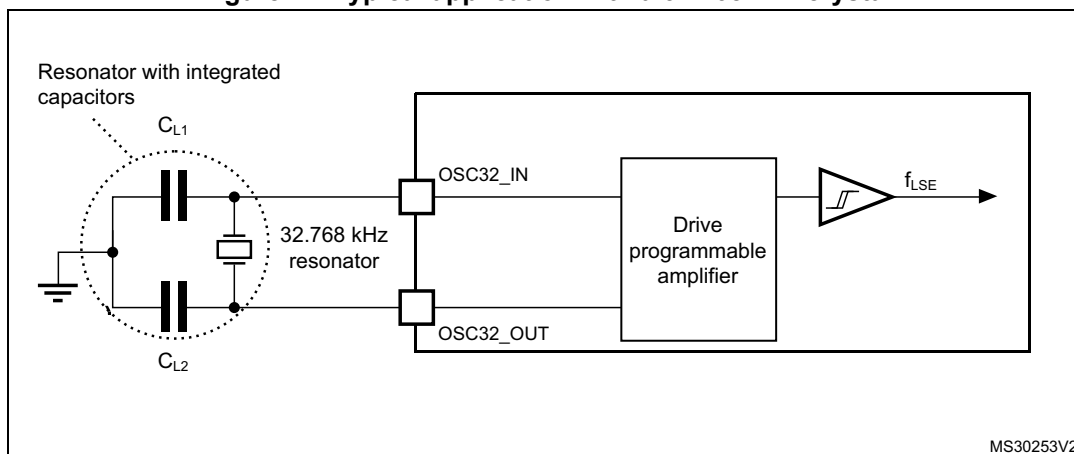 Resonator with integrated
capacitors
C_L1
OSC32_IN
f_LSE
32.768 kHz
resonator
Drive
programmable
amplifier
OSC32_OUT
C_L2
MS30253V2